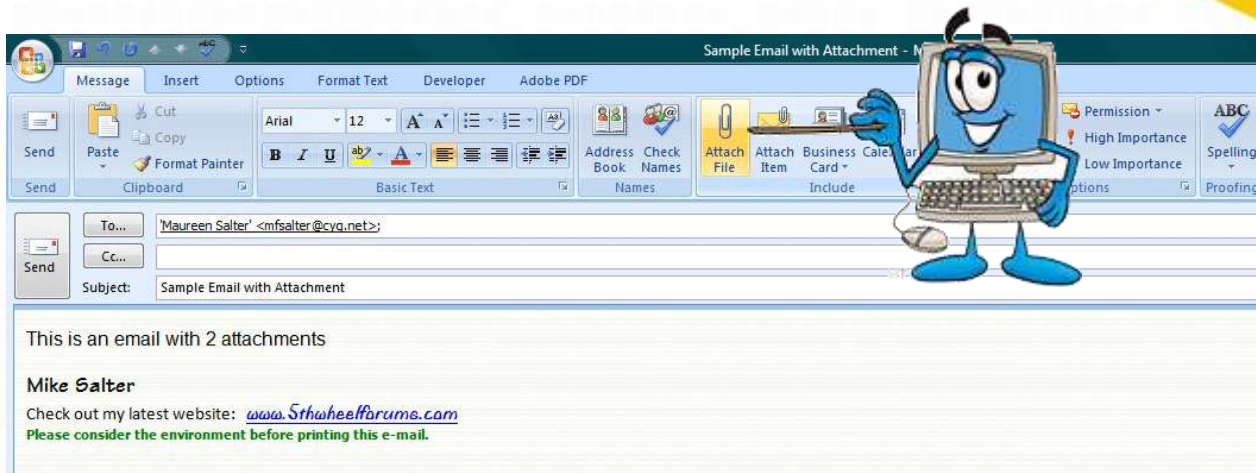 Sample Email with Attachment -
Message Insert Options Format Text Developer Adobe PDF
Send
Paste
Cut
Copy
Format Painter
Arial 12
B I U
Address Book
Check Names
Attach File
Attach Item
Business Card
Permission
High Importance
Low Importance
ABC
Spelling
Send Clipboard Basic Text Names Include Proofing
To... 'Maureen Salter' <mfsalter@cyg.net>;
Cc...
Send
Subject: Sample Email with Attachment
This is an email with 2 attachments
Mike Salter
Check out my latest website: www.5thwheelforums.com
Please consider the environment before printing this e-mail.